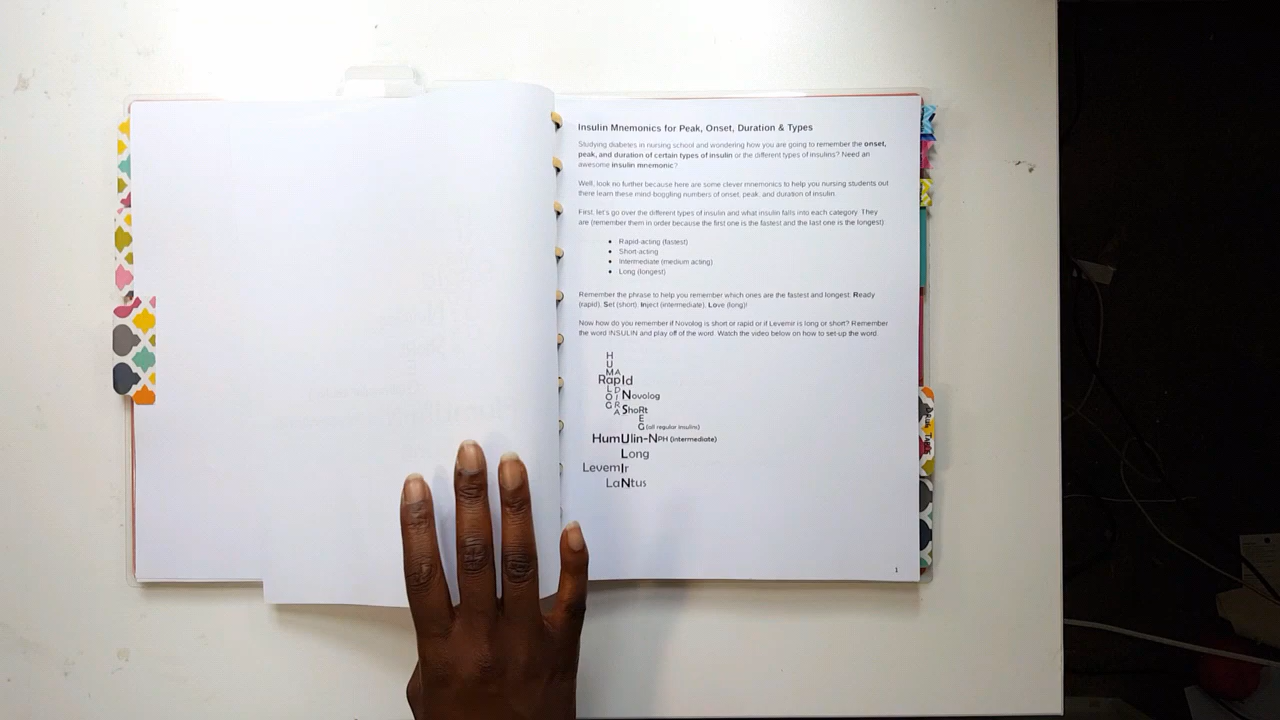 Insulin Mnemonics for Peak, Onset, Duration & Types
Studying diabetes in nursing school and wondering how you are going to remember the onset,
peak, and duration of certain types of insulin or the different types of insulins? Need an
awesome insulin mnemonic?
Well, look no further because here are some clever mnemonics to help you nursing students out
there learn these mind-boggling numbers of onset, peak, and duration of insulin.
First, let's go over the different types of insulin and what insulin falls into each category. They
are (remember them in order because the first one is the fastest and the last one is the longest)
• Rapid-acting (fastest)
• Short-acting
• Intermediate (medium acting)
• Long (longest)
Remember the phrase to help you remember which ones are the fastest and longest: Ready
(rapid), Set (short), Inject (intermediate), Love (long)!
Now how do you remember if Novolog is short or rapid or if Levemir is long or short? Remember
the word INSULIN and play off of the word. Watch the video below on how to set-up the word.
H
U
M A
RapId
L D
O I Novolog
G R
A ShoRt
E
G (all regular insulins)
HumUlin-NPH (intermediate)
Long
LevemIr
LaNtus
1